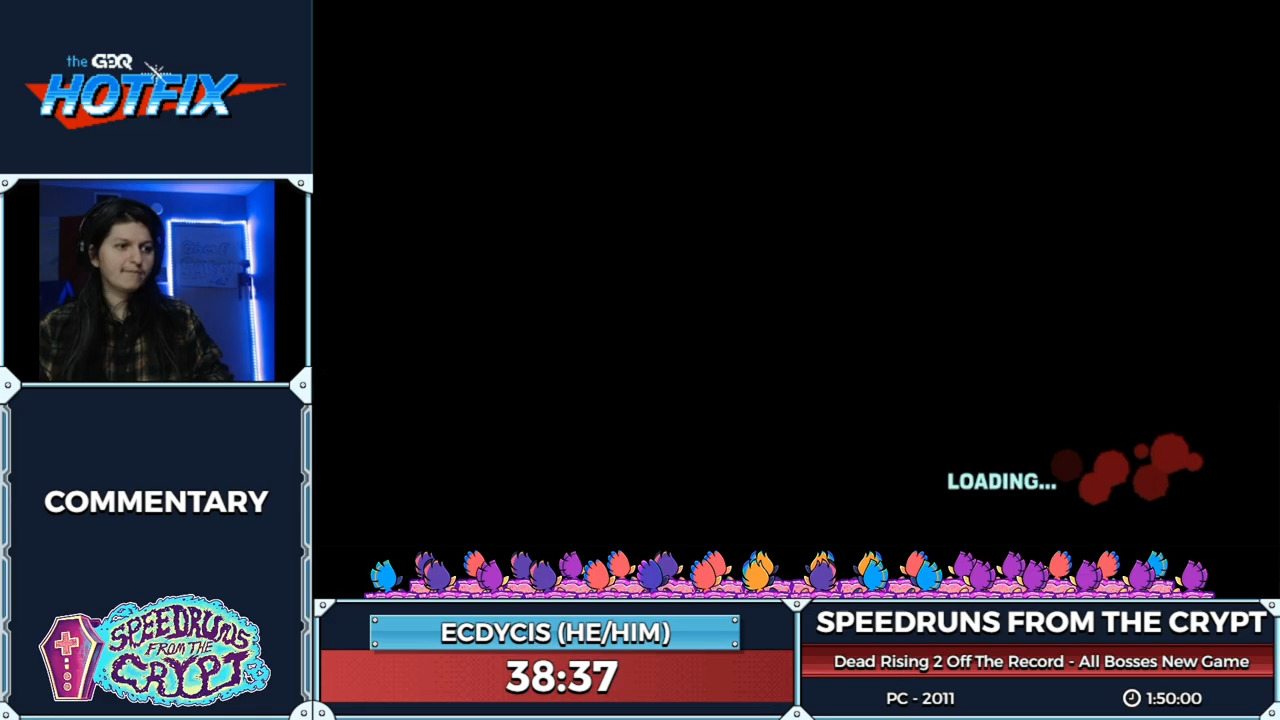 the GDQ
HOTFIX
COMMENTARY
SPEEDRUNS
FROM THE
CRYPT
LOADING...
ECDYCIS (HE/HIM)
38:37
SPEEDRUNS FROM THE CRYPT
Dead Rising 2 Off The Record - All Bosses New Game
PC - 2011
1:50:00